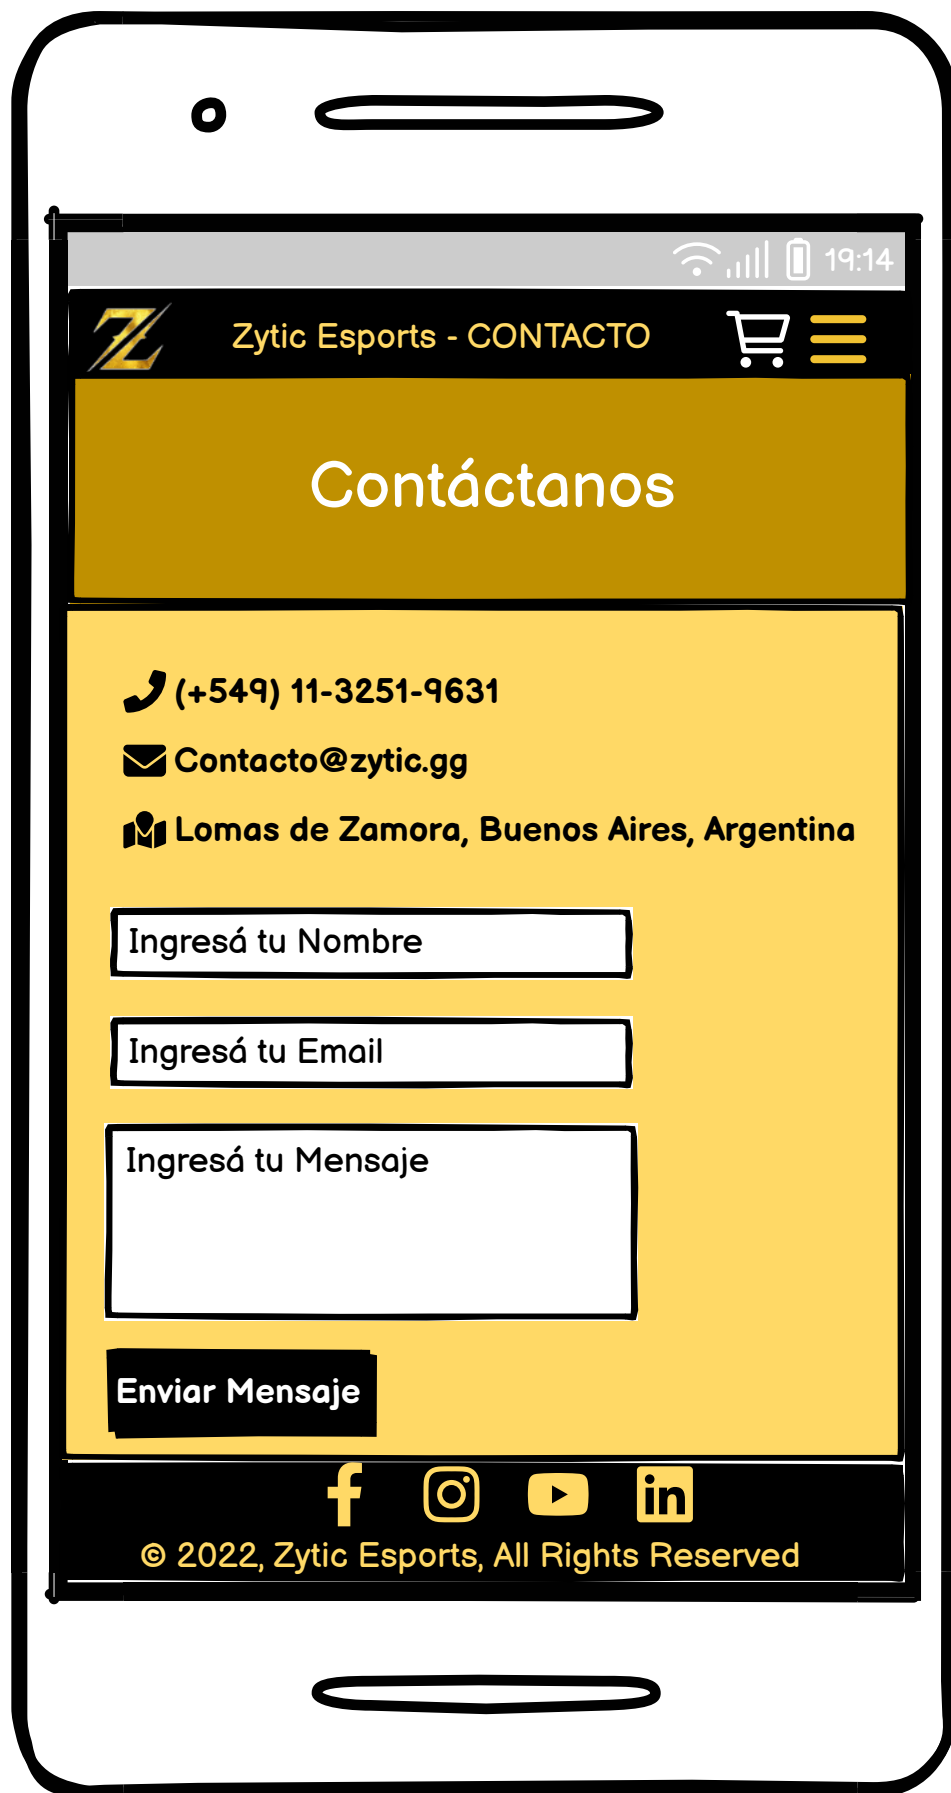 19:14
Z
Zytic Esports - CONTACTO
Contáctanos
(+549) 11-3251-9631
Contacto@zytic.gg
Lomas de Zamora, Buenos Aires, Argentina
Ingresá tu Nombre
Ingresá tu Email
Ingresá tu Mensaje
Enviar Mensaje
© 2022, Zytic Esports, All Rights Reserved